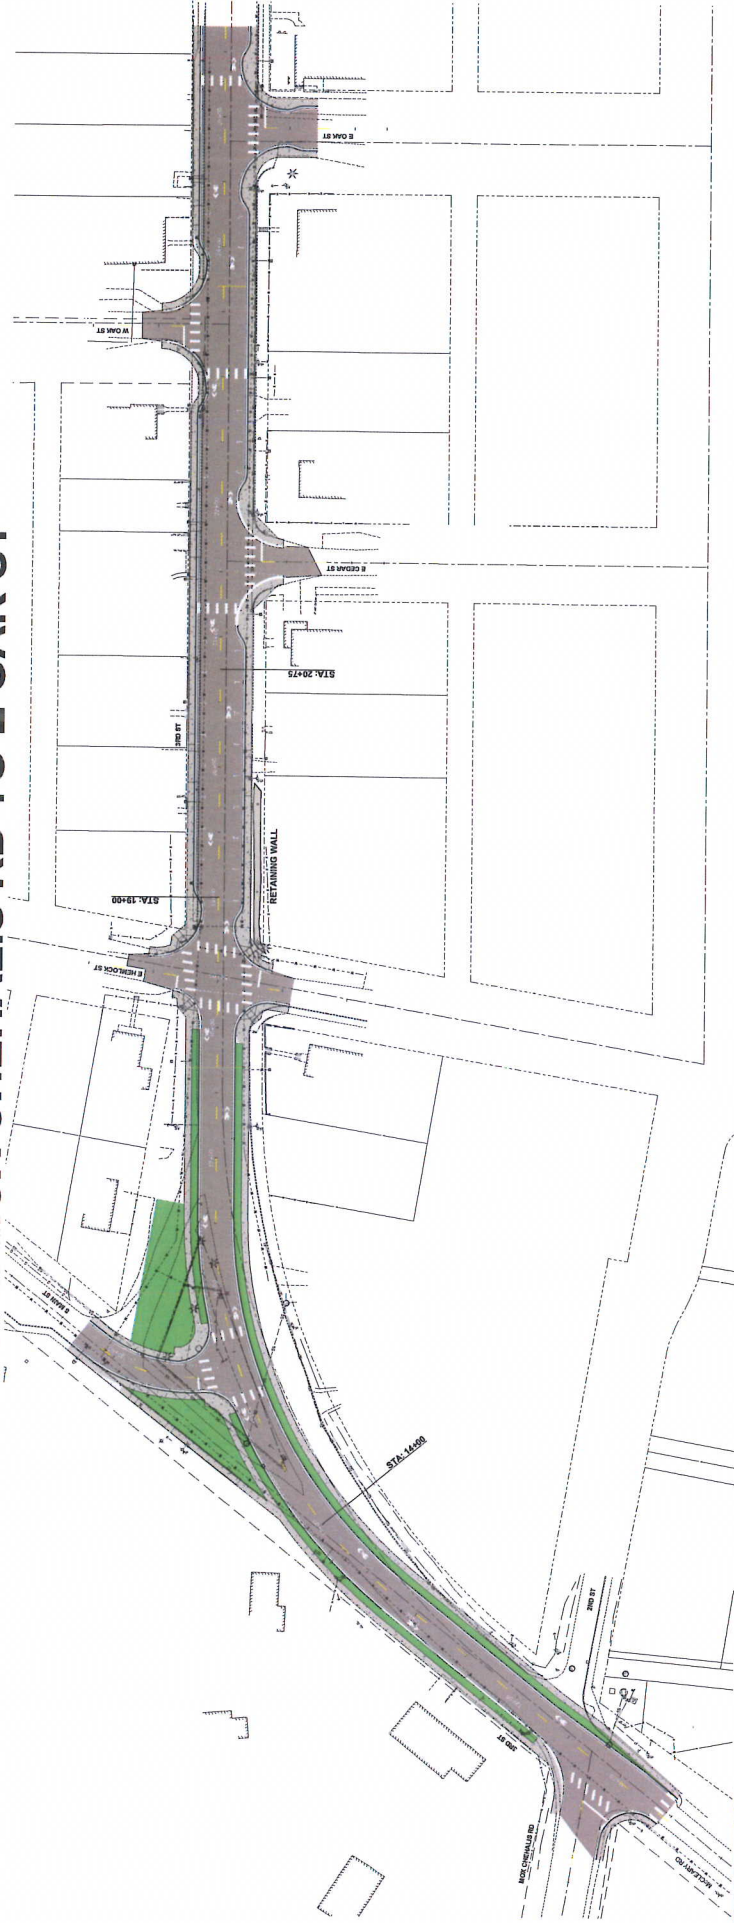 E OAK ST
W OAK ST
E CEDAR ST
STA: 20+75
3RD ST
RETAINING WALL
STA: 19+00
E HEMLOCK ST
S MAIN ST
STA: 14+00
2ND ST
3RD ST
MOX CHEHALIS RD
McCLEARY RD